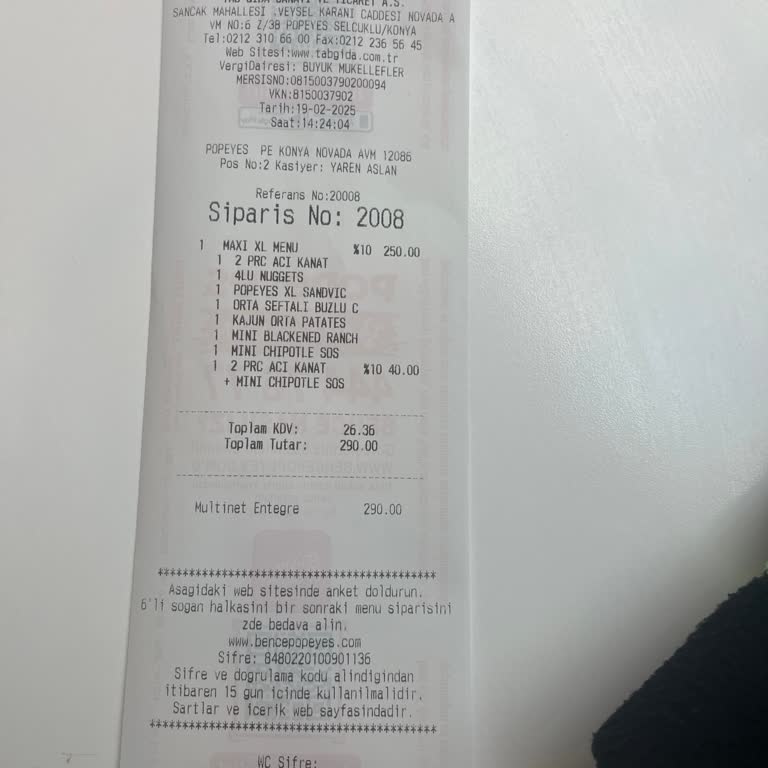 SANCAK MAHALLESI .VEYSEL KARANI CADDESI NOVADA A
VM NO:6 Z/38 POPEYES SELCUKLU/KONYA
Tel:0212 310 66 00 Fax:0212 236 56 45
Web Sitesi:www.tabgida.com.tr
VergiDairesi: BUYUK MUKELLEFLER
MERSISNO:0815003790200094
VKN:8150037902
Tarih:19-02-2025
Saat:14:24:04
POPEYES PE KONYA NOVADA AVM 12086
Pos No:2 Kasiyer: YAREN ASLAN
Referans No:20008
Siparis No: 2008
1 MAXI XL MENU %10 250.00
1 2 PRC ACI KANAT
1 4LU NUGGETS
1 POPEYES XL SANDVIC
1 ORTA SEFTALI BUZLU C
1 KAJUN ORTA PATATES
1 MINI BLACKENED RANCH
1 MINI CHIPOTLE SOS
1 2 PRC ACI KANAT %10 40.00
+ MINI CHIPOTLE SOS
Toplam KDV: 26.36
Toplam Tutar: 290.00
Multinet Entegre 290.00
Asagidaki web sitesinde anket doldurun.
6'li sogan halkasini bir sonraki menu siparisini
zde bedava alin.
www.bencepopeyes.com
Sifre: 8480220100901136
Sifre ve dogrulama kodu alindigindan
itibaren 15 gun icinde kullanilmalidir.
Sartlar ve icerik web sayfasindadir.
WC Sifre: